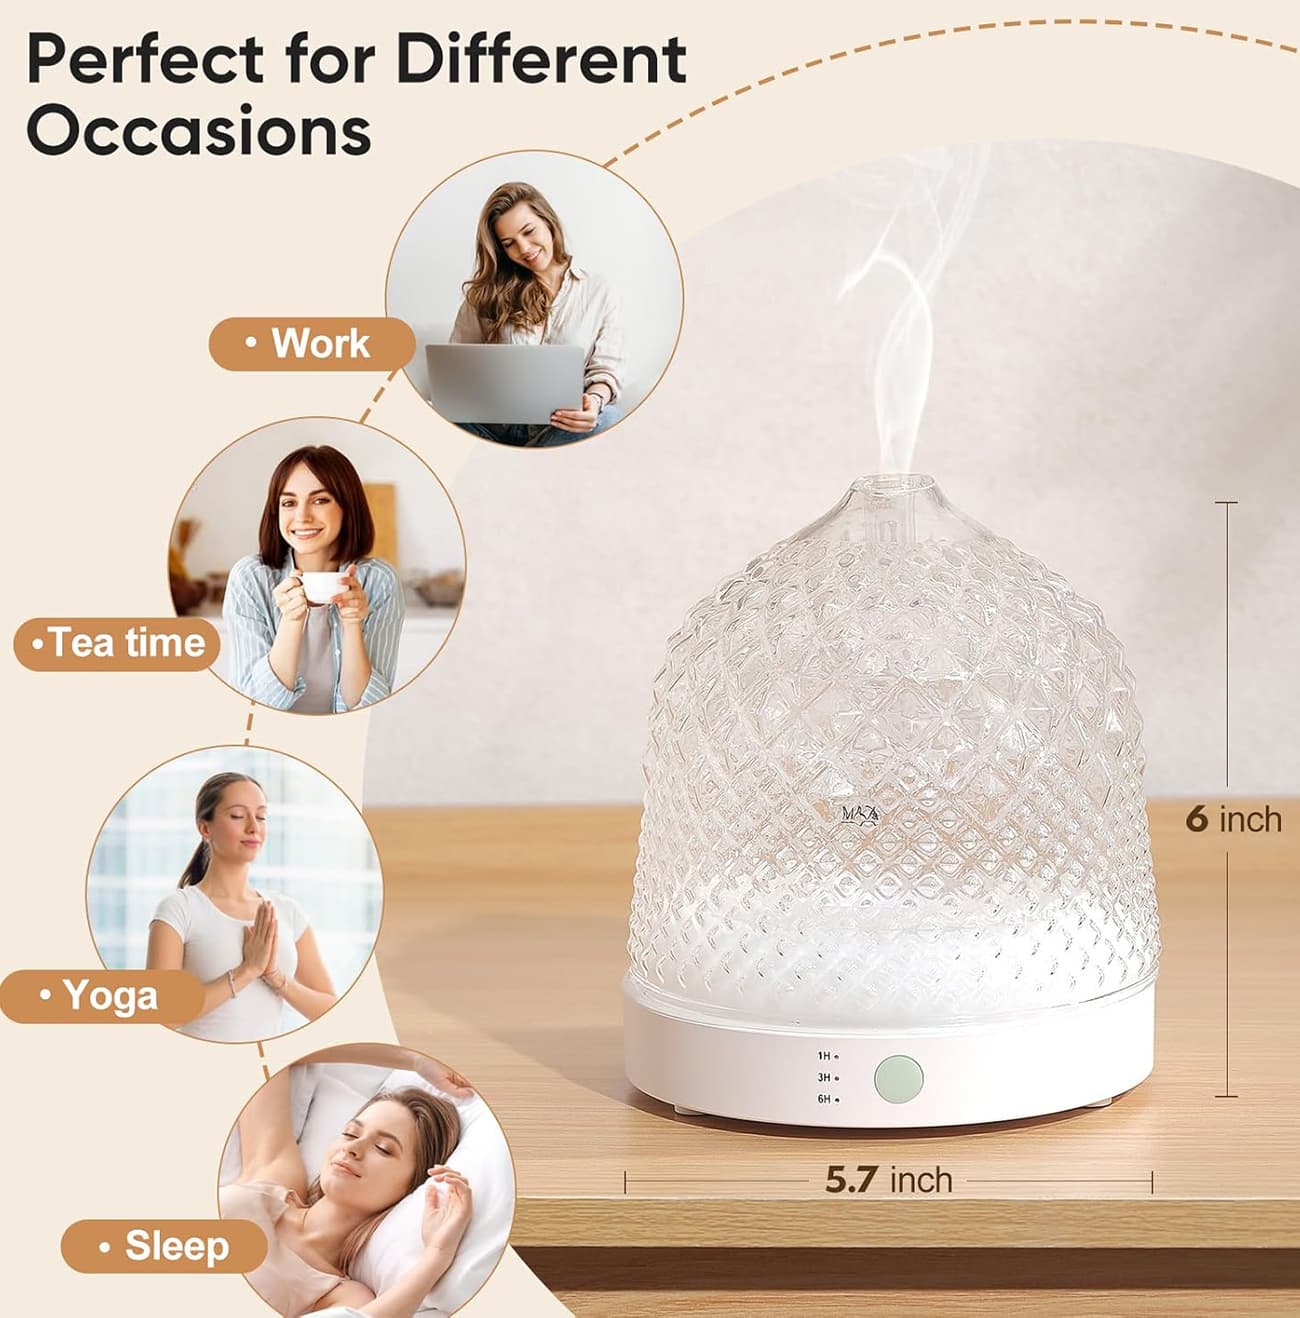 Perfect for Different
Occasions
• Work
•Tea time
• Yoga
• Sleep
6 inch
1H
3H
6H
5.7 inch